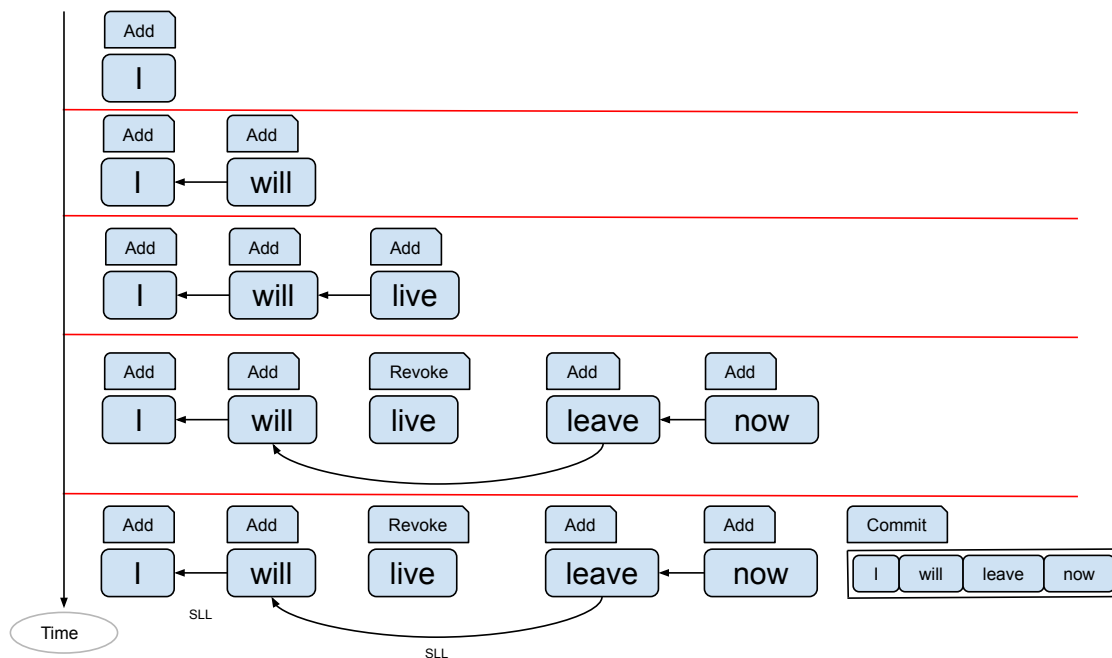 Add
I
Add Add
I will
Add Add Add
I will live
Add Add Revoke Add Add
I will live leave now
Add Add Revoke Add Add Commit
I will live leave now I will leave now
SLL
Time
SLL